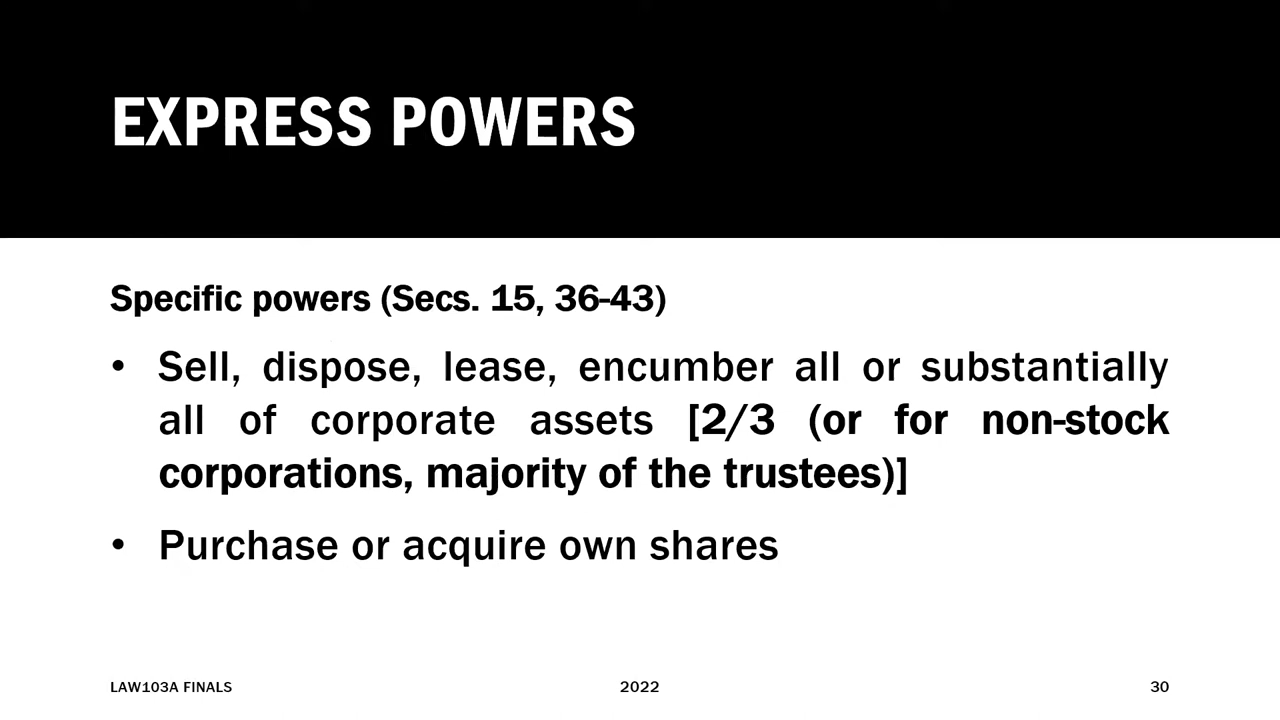 EXPRESS POWERS
Specific powers (Secs. 15, 36-43)
• Sell, dispose, lease, encumber all or substantially
all of corporate assets [2/3 (or for non-stock
corporations, majority of the trustees)]
• Purchase or acquire own shares
LAW103A FINALS
2022
30